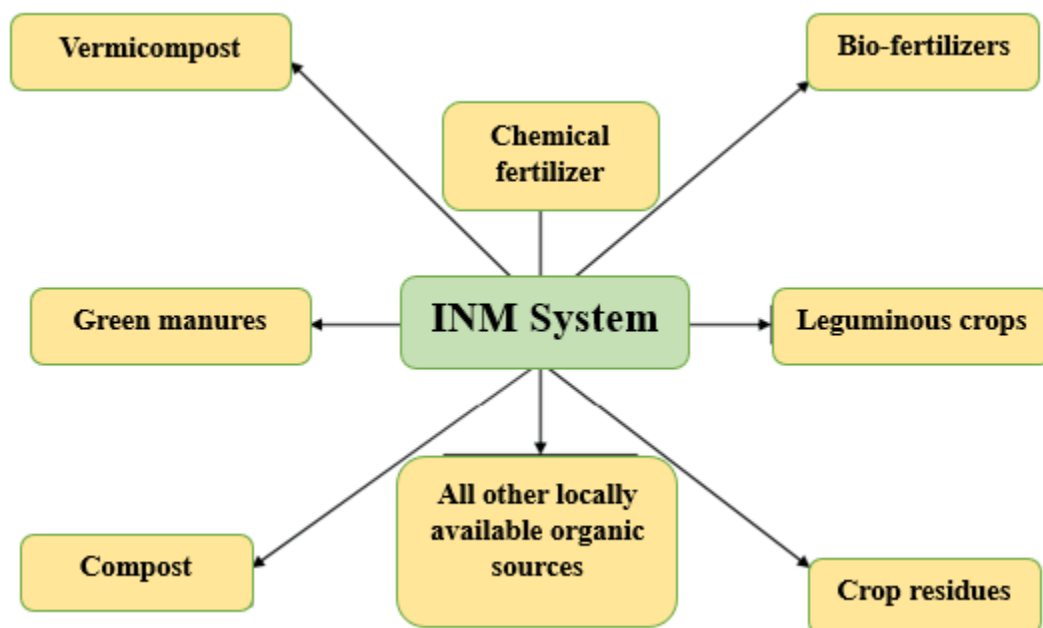 Vermicompost
Bio-fertilizers
Chemical
fertilizer
Green manures
INM System
Leguminous crops
Compost
All other locally
available organic
sources
Crop residues